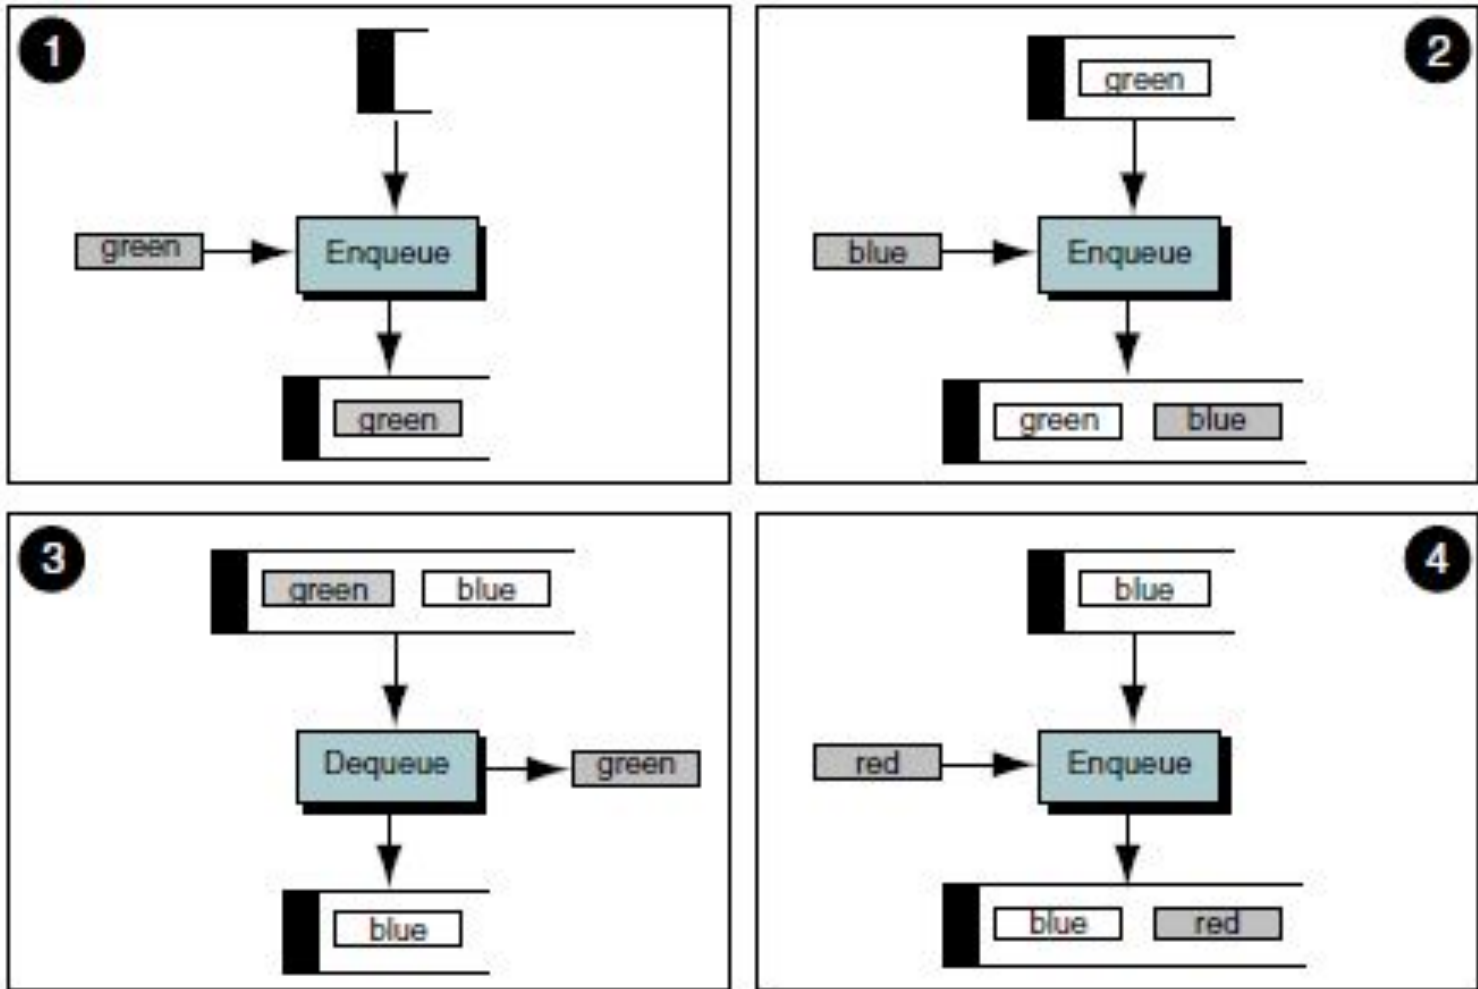 1
green
Enqueue
green
2
green
blue
Enqueue
green blue
3
green blue
Dequeue
green
blue
4
blue
red
Enqueue
blue red